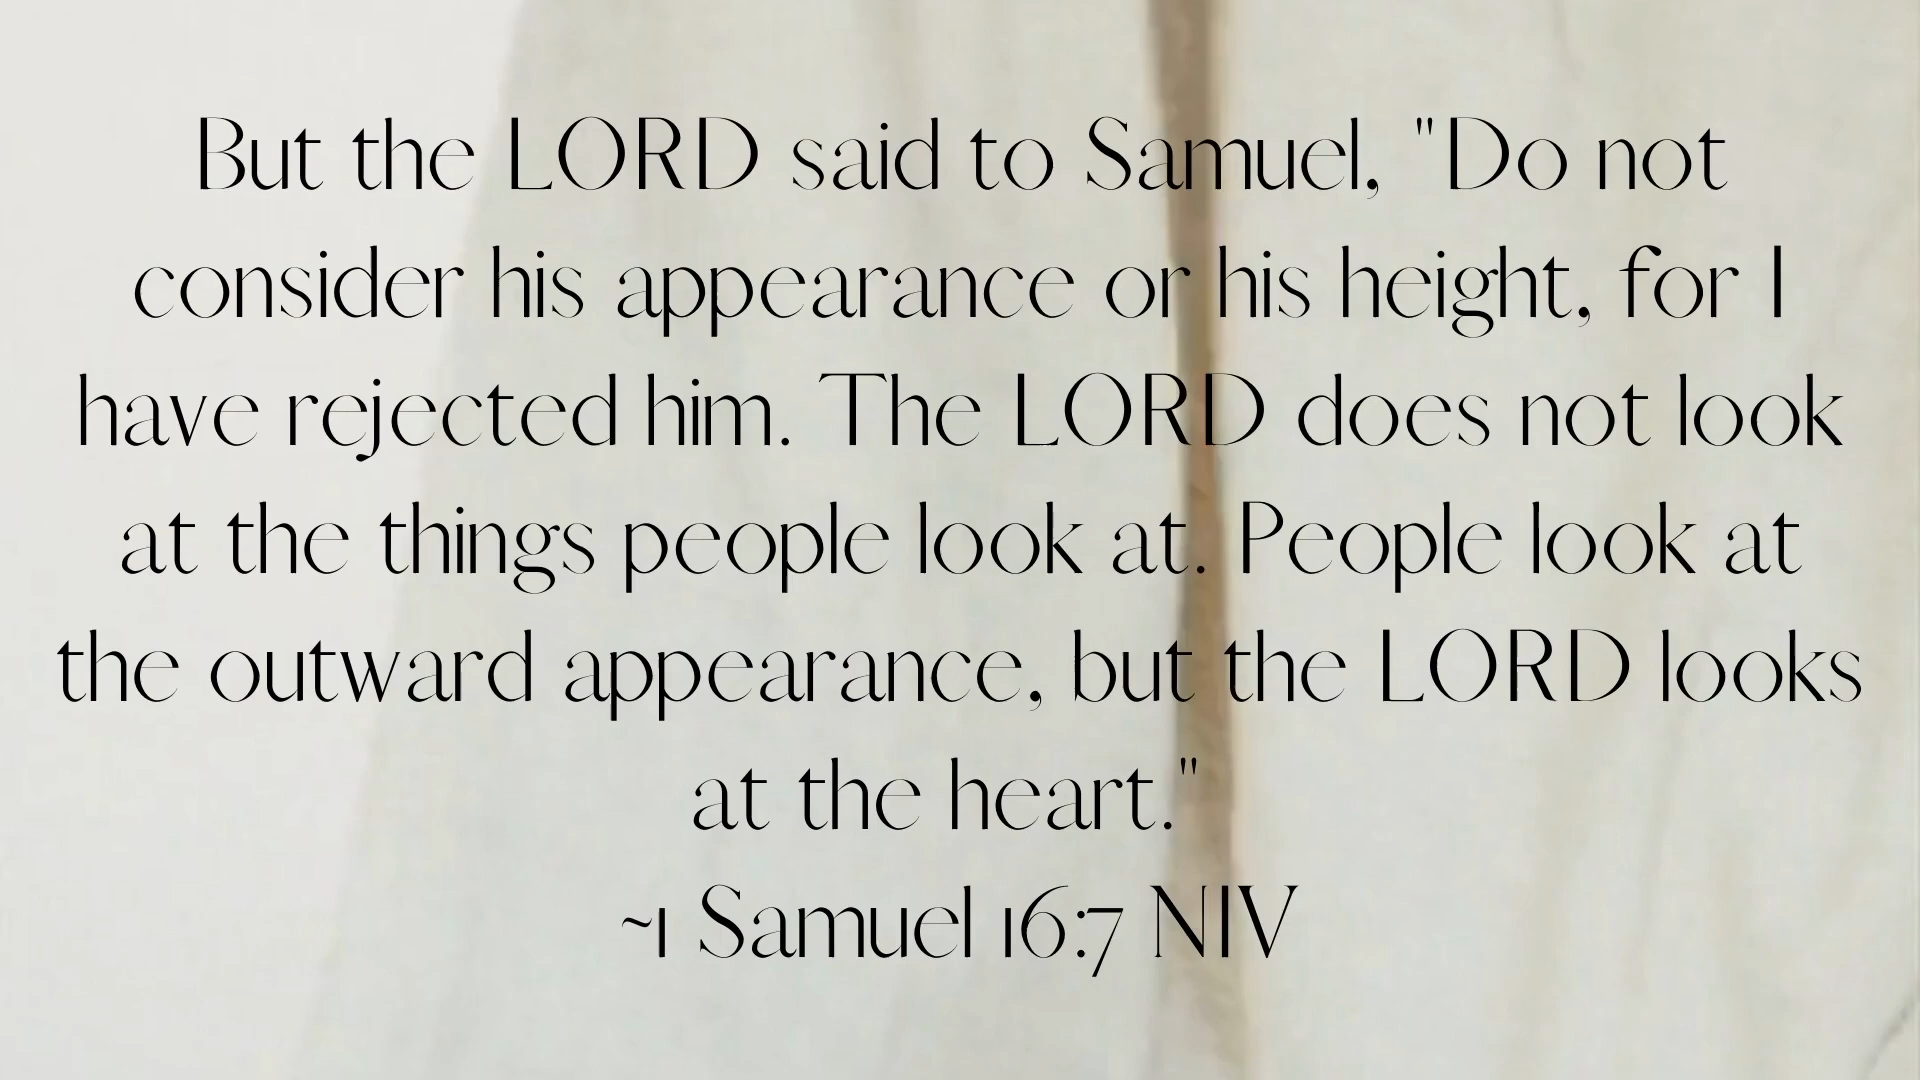 But the LORD said to Samuel, "Do not
consider his appearance or his height, for I
have rejected him. The LORD does not look
at the things people look at. People look at
the outward appearance, but the LORD looks
at the heart."
~1 Samuel 16:7 NIV